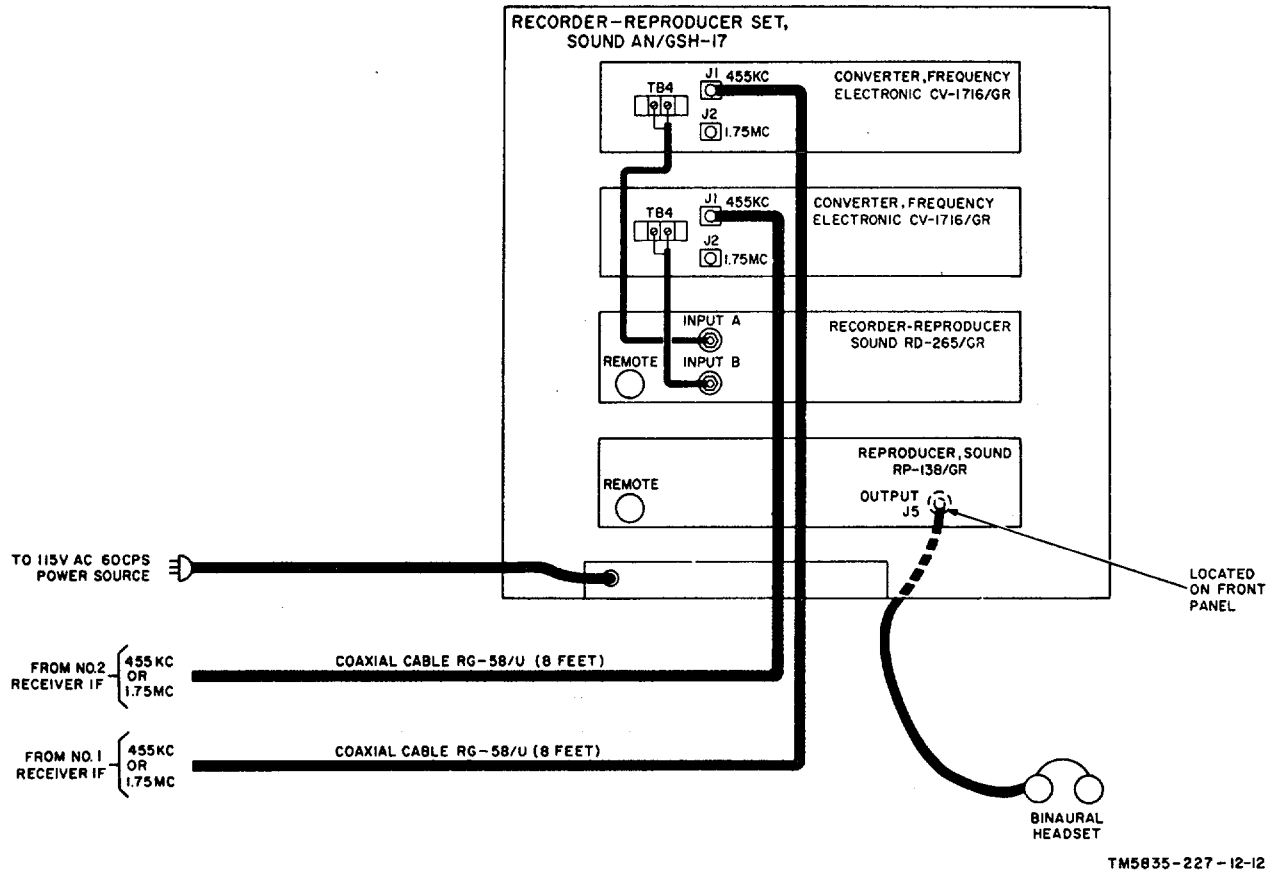 RECORDER-REPRODUCER SET,
SOUND AN/GSH-17
J1 455KC
TB4
J2
1.75MC
CONVERTER, FREQUENCY
ELECTRONIC CV-1716/GR
J1 455KC
TB4
J2
1.75MC
CONVERTER, FREQUENCY
ELECTRONIC CV-1716/GR
INPUT A
REMOTE INPUT B
RECORDER-REPRODUCER
SOUND RD-265/GR
REPRODUCER, SOUND
RP-138/GR
REMOTE
OUTPUT
J5
TO 115V AC 60CPS
POWER SOURCE
LOCATED
ON FRONT
PANEL
FROM NO.2
RECEIVER IF
455KC
OR
1.75MC
COAXIAL CABLE RG-58/U (8 FEET)
FROM NO.1
RECEIVER IF
455KC
OR
1.75MC
COAXIAL CABLE RG-58/U (8 FEET)
BINAURAL
HEADSET
TM5835-227-12-12